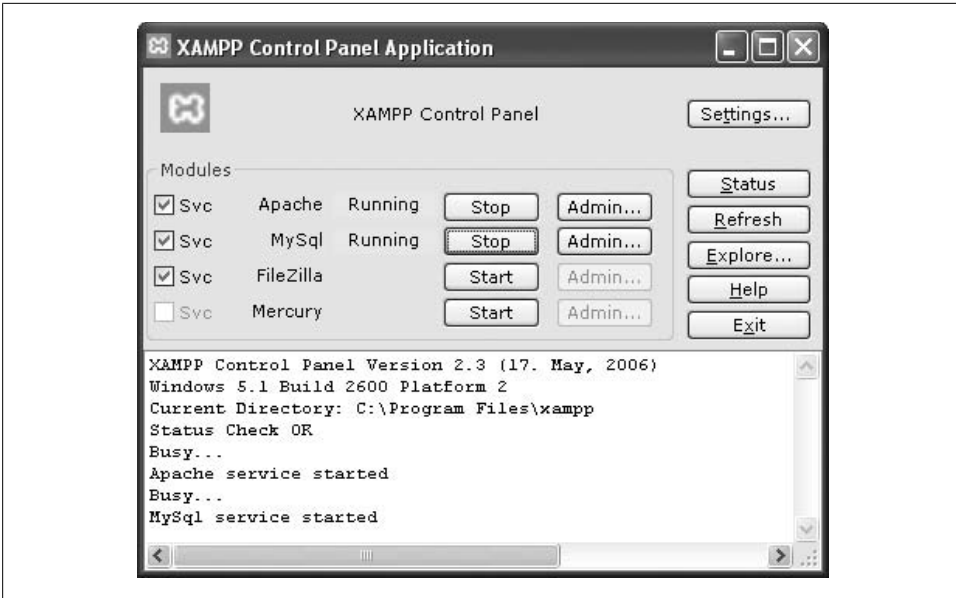 XAMPP Control Panel Application
XAMPP Control Panel
Settings...
Modules
Svc Apache Running Stop Admin...
Svc MySql Running Stop Admin...
Svc FileZilla Start Admin...
Svc Mercury Start Admin...
Status
Refresh
Explore...
Help
Exit
XAMPP Control Panel Version 2.3 (17. May, 2006)
Windows 5.1 Build 2600 Platform 2
Current Directory: C:\Program Files\xampp
Status Check OK
Busy...
Apache service started
Busy...
MySql service started